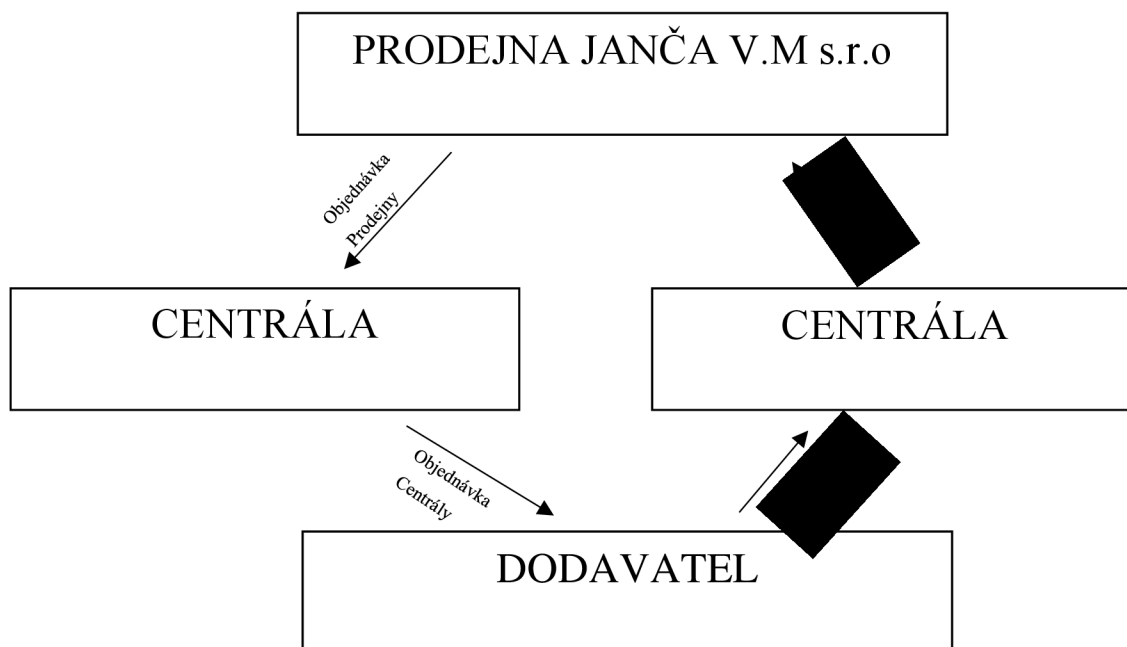 PRODEJNA JANČA V.M s.r.o
Objednávka
Prodejny
CENTRÁLA
CENTRÁLA
Objednávka
Centrály
DODAVATEL